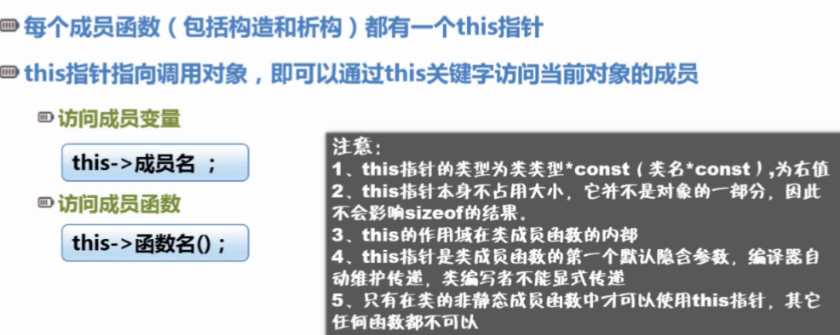 每个成员函数（包括构造和析构）都有一个this指针
this指针指向调用对象，即可以通过this关键字访问当前对象的成员
访问成员变量
this->成员名 ；
访问成员函数
this->函数名()；
注意：
1、this指针的类型为类类型*const（类名*const）,为右值
2、this指针本身不占用大小，它并不是对象的一部分，因此
不会影响sizeof的结果。
3、this的作用域在类成员函数的内部
4、this指针是类成员函数的第一个默认隐含参数，编译器自
动维护传递，类编写者不能显式传递
5、只有在类的非静态成员函数中才可以使用this指针，其它
任何函数都不可以